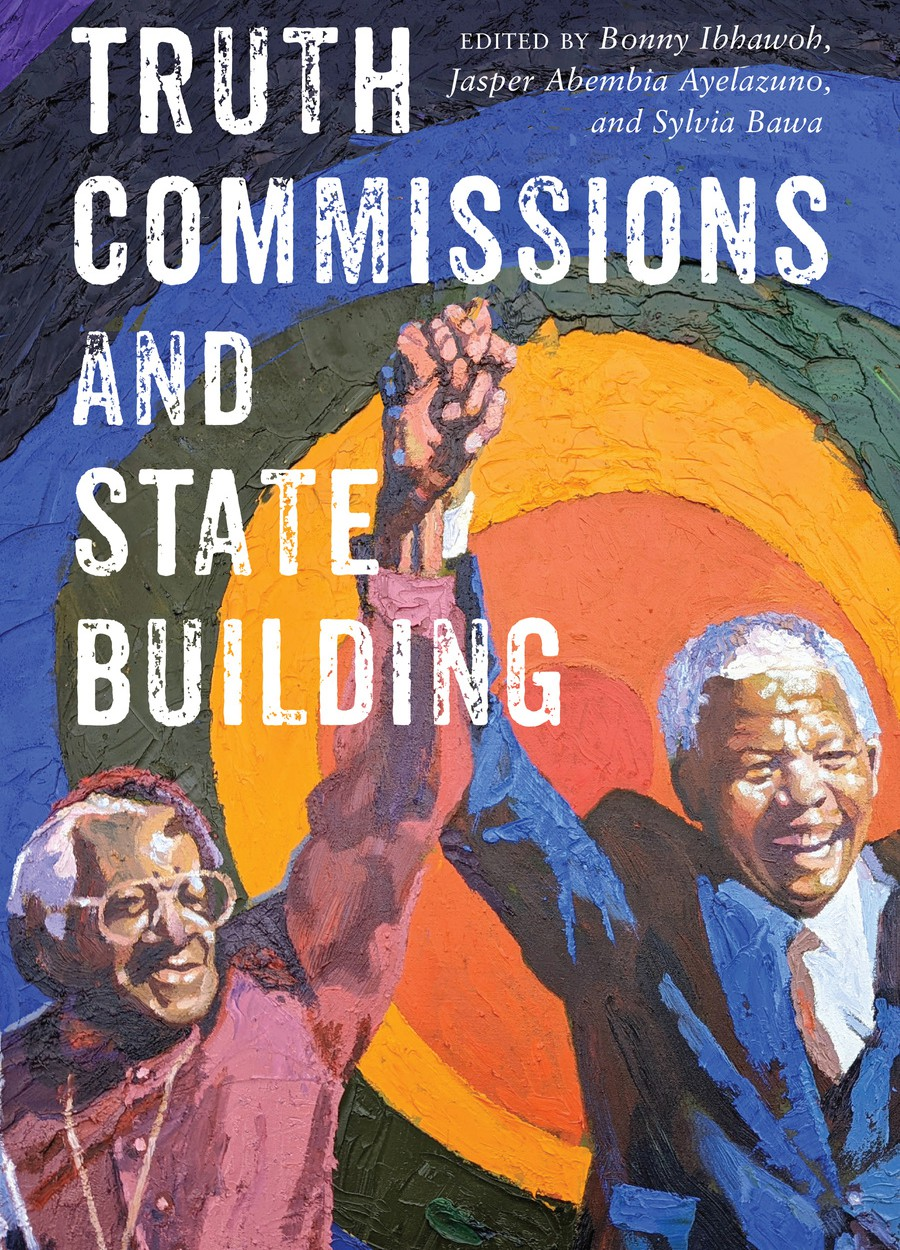 TRUTH
COMMISSIONS
AND
STATE
BUILDING
EDITED BY Bonny Ibhawoh,
Jasper Abembia Ayelazuno,
and Sylvia Bawa